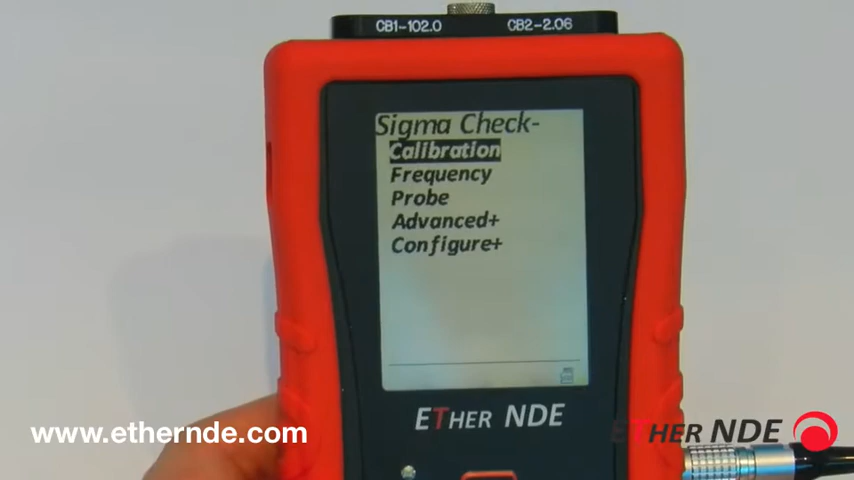 CB1-102.0 CB2-2.06
Sigma Check-
Calibration
Frequency
Probe
Advanced+
Configure+
ETHER NDE
www.ethernde.com
ETHER NDE